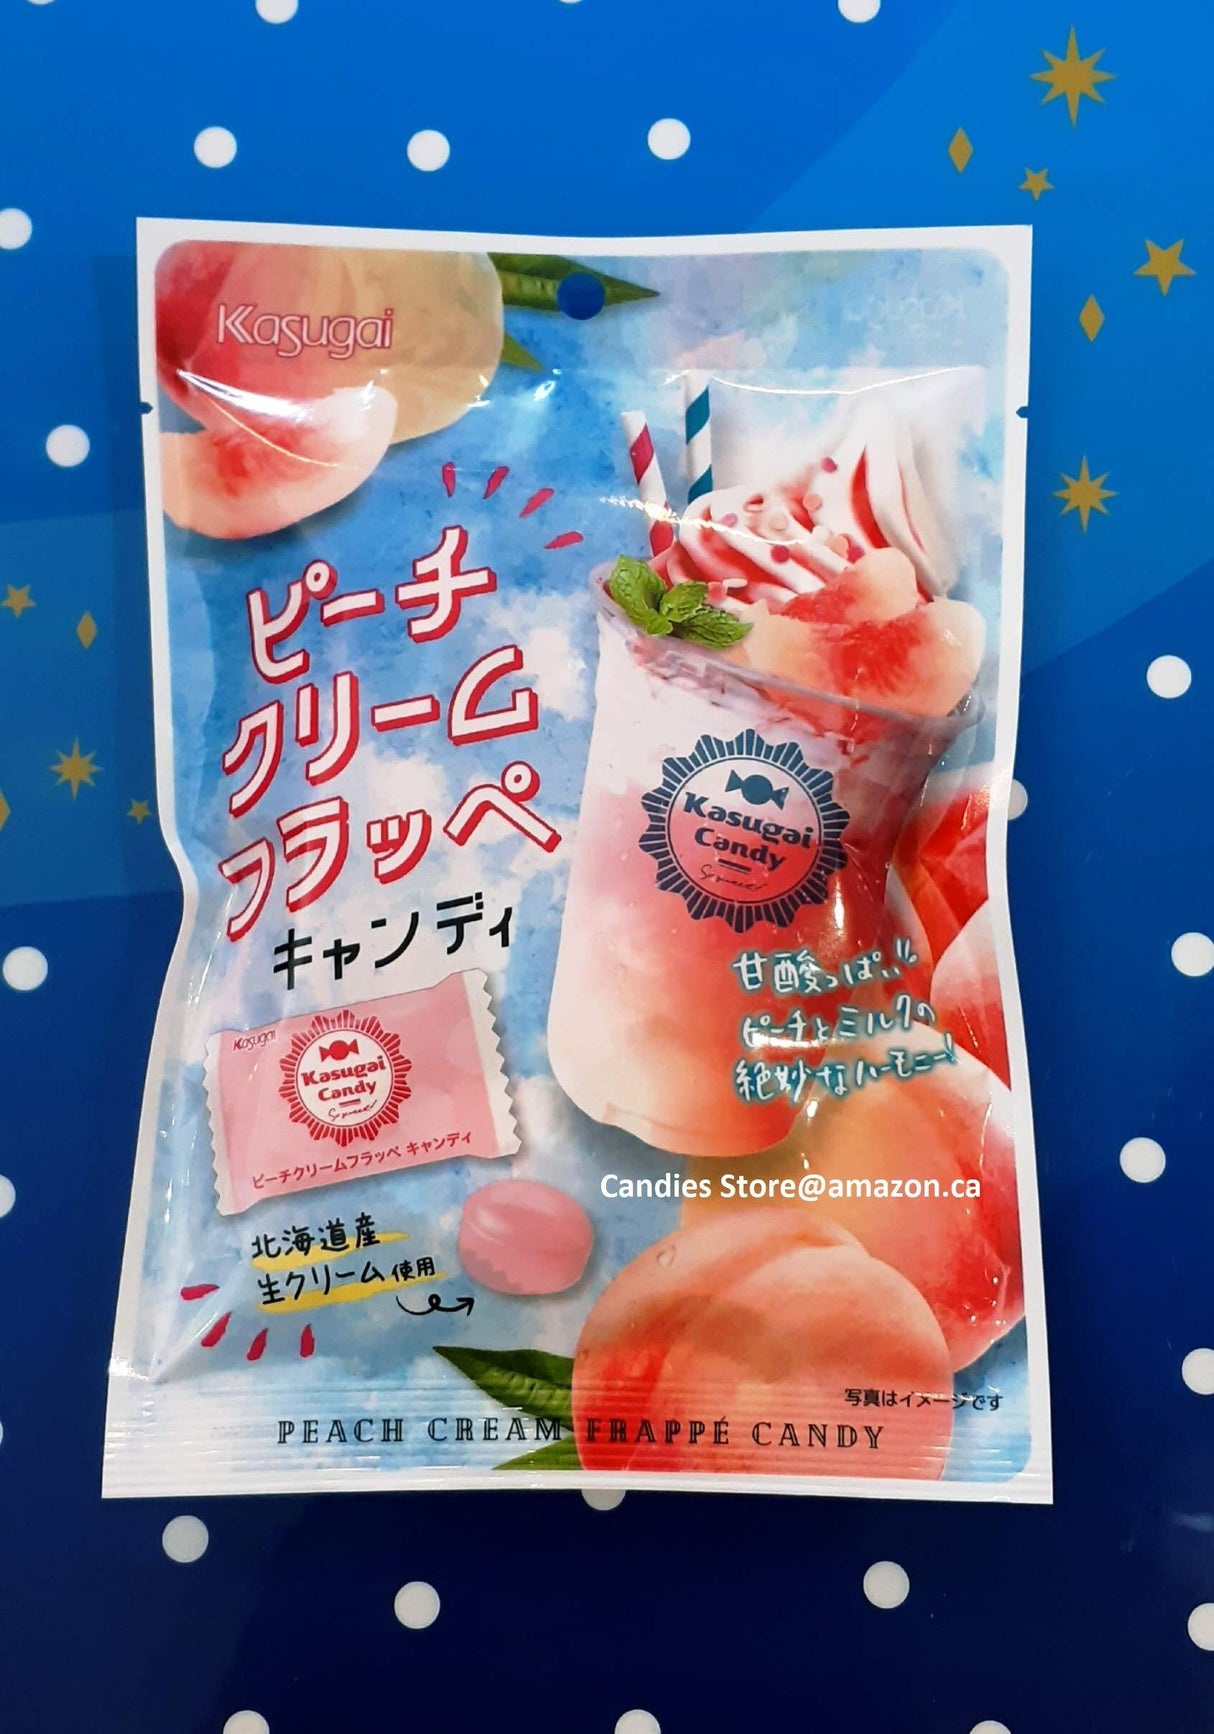 Kasugai
ピーチ
クリーム
フラッペ
キャンディ
Kasugai
Candy
甘酸っぱい
ピーチとミルクの
絶妙なハーモニー!
Kasugai
Kasugai
Candy
ピーチクリームフラッペ キャンディ
Candies Store@amazon.ca
北海道産
生クリーム使用
写真はイメージです
PEACH CREAM FRAPPÉ CANDY